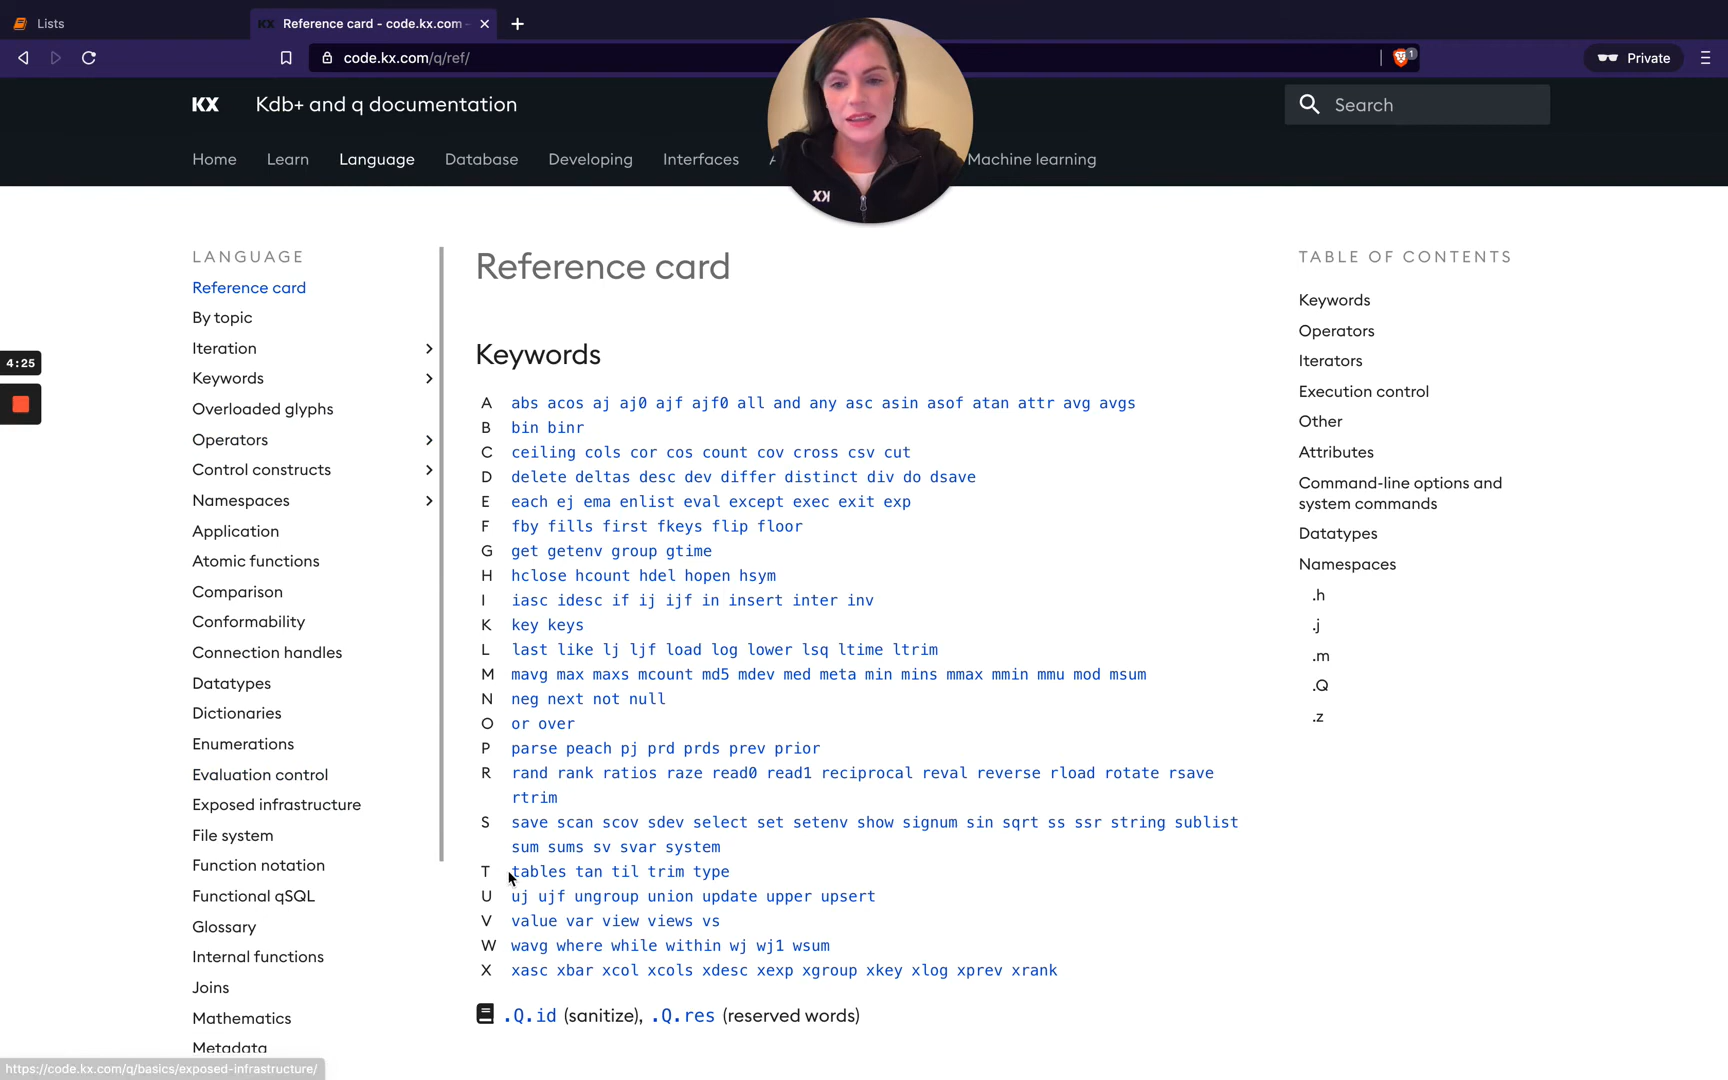 Lists
Reference card - code.kx.com -
code.kx.com/q/ref/
1
Private
KX
Kdb+ and q documentation
Search
Home Learn Language Database Developing Interfaces Machine learning
KX
LANGUAGE
Reference card
By topic
Iteration
Keywords
Overloaded glyphs
Operators
Control constructs
Namespaces
Application
Atomic functions
Comparison
Conformability
Connection handles
Datatypes
Dictionaries
Enumerations
Evaluation control
Exposed infrastructure
File system
Function notation
Functional qSQL
Glossary
Internal functions
Joins
Mathematics
Metadata
4:25
Reference card
Keywords
A abs acos aj aj0 ajf ajf0 all and any asc asin asof atan attr avg avgs
B bin binr
C ceiling cols cor cos count cov cross csv cut
D delete deltas desc dev differ distinct div do dsave
E each ej ema enlist eval except exec exit exp
F fby fills first fkeys flip floor
G get getenv group gtime
H hclose hcount hdel hopen hsym
I iasc idesc if ij ijf in insert inter inv
K key keys
L last like lj ljf load log lower lsq ltime ltrim
M mavg max maxs mcount md5 mdev med meta min mins mmax mmin mmu mod msum
N neg next not null
O or over
P parse peach pj prd prds prev prior
R rand rank ratios raze read0 read1 reciprocal reval reverse rload rotate rsave
rtrim
S save scan scov sdev select set setenv show signum sin sqrt ss ssr string sublist
sum sums sv svar system
T tables tan til trim type
U uj ujf ungroup union update upper upsert
V value var view views vs
W wavg where while within wj wj1 wsum
X xasc xbar xcol xcols xdesc xexp xgroup xkey xlog xprev xrank
.Q.id (sanitize), .Q.res (reserved words)
TABLE OF CONTENTS
Keywords
Operators
Iterators
Execution control
Other
Attributes
Command-line options and
system commands
Datatypes
Namespaces
.h
.j
.m
.Q
.z
https://code.kx.com/q/basics/exposed-infrastructure/